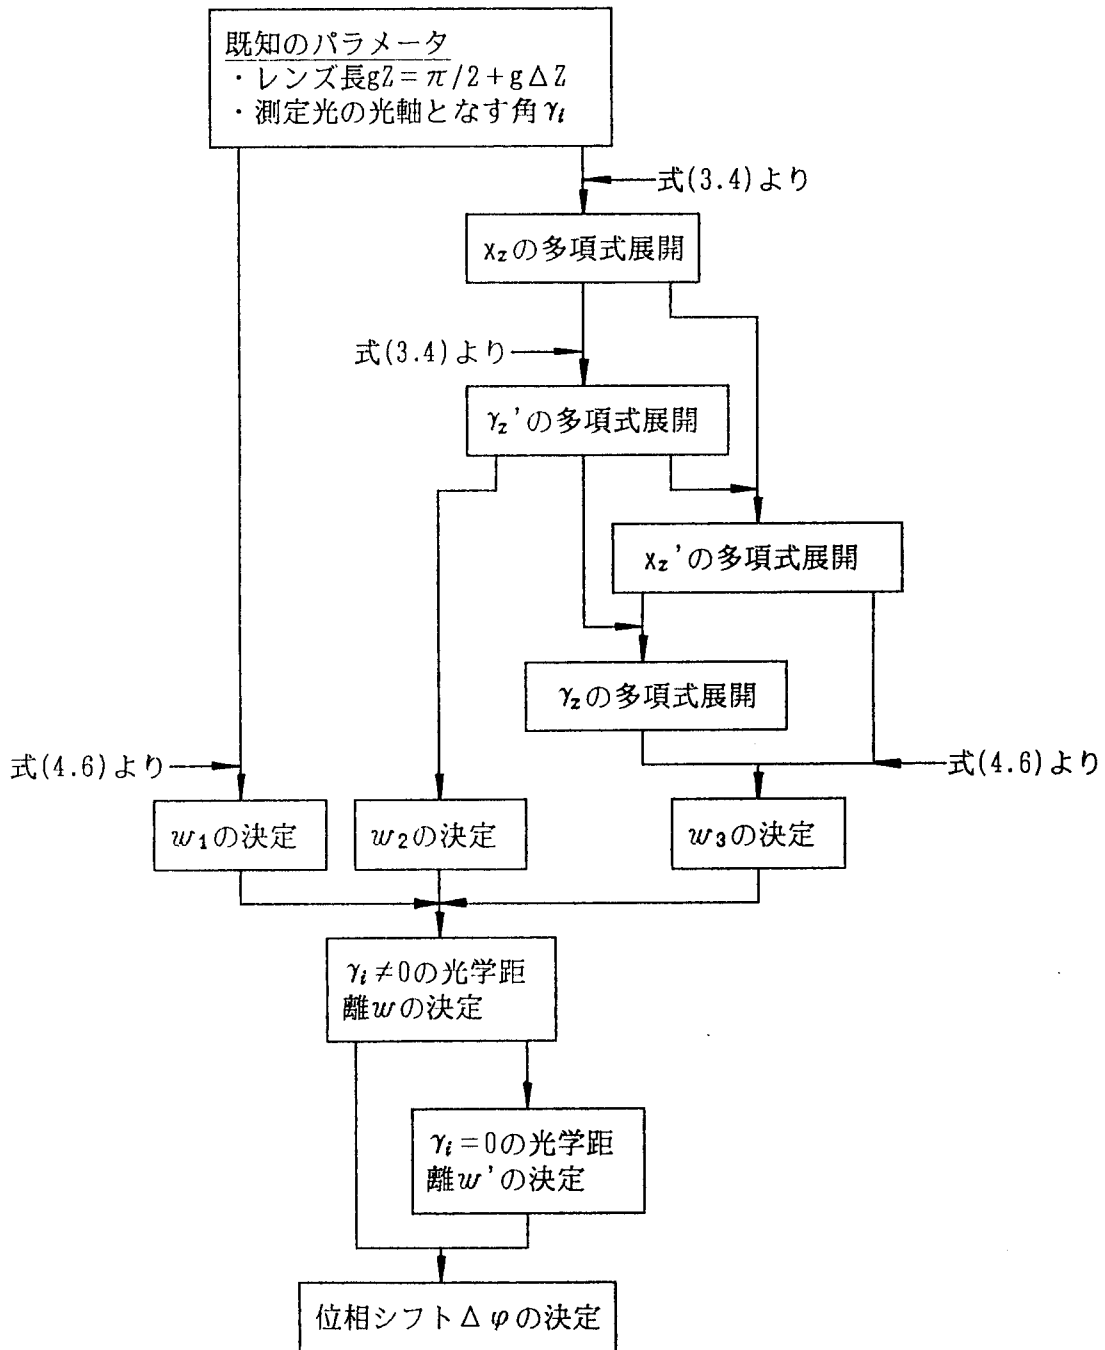 既知のパラメータ
・レンズ長gZ=π/2+gΔZ
・測定光の光軸となす角γi
式(3.4)より
xzの多項式展開
式(3.4)より
γz'の多項式展開
xz'の多項式展開
γzの多項式展開
式(4.6)より
式(4.6)より
w1の決定
w2の決定
w3の決定
γi≠0の光学距
離wの決定
γi=0の光学距
離w'の決定
位相シフトΔφの決定